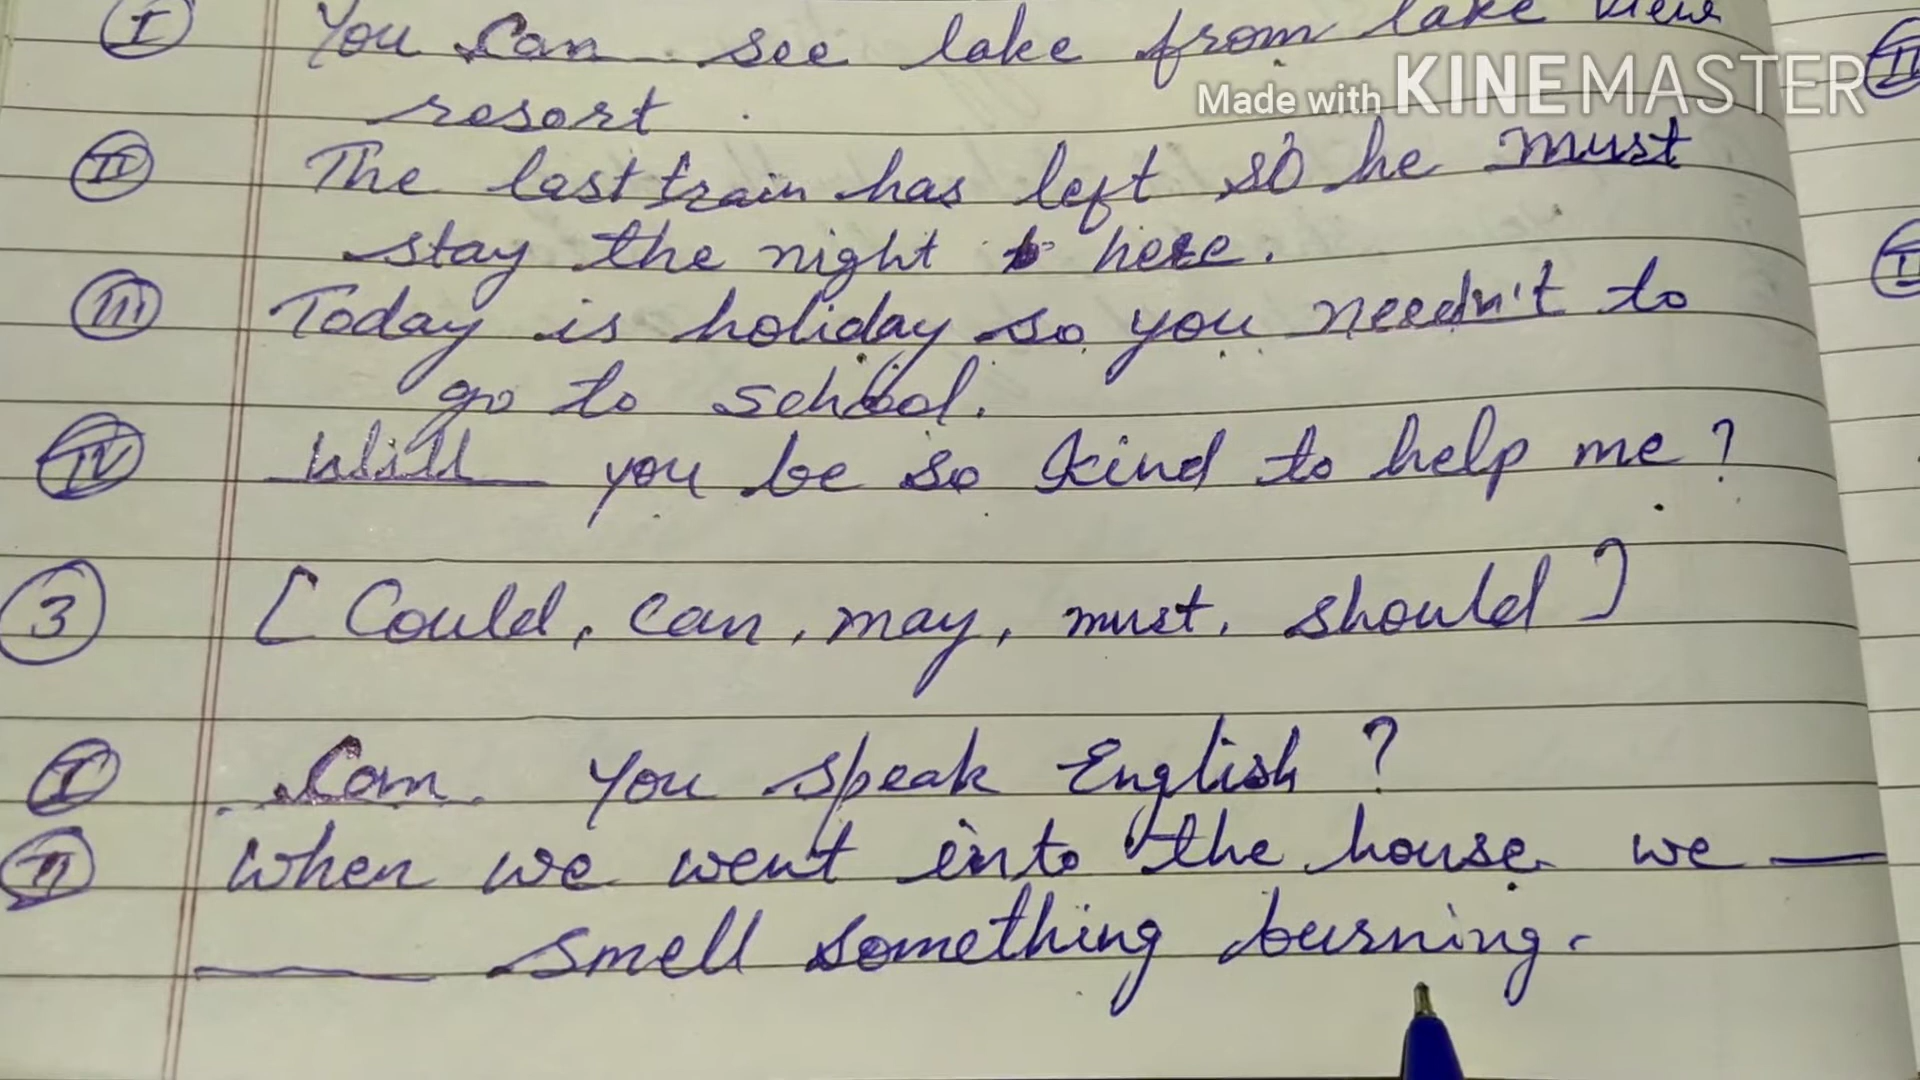 I You can see lake from lake view
Made with KINEMASTER
resort.
II The last train has left so he must
stay the night here.
III Today is holiday so you needn't to
go to school.
IV Will you be so kind to help me?
3 [Could, can, may, must, should]
I Can you speak English?
II When we went into the house we
smell something burning.
II
II